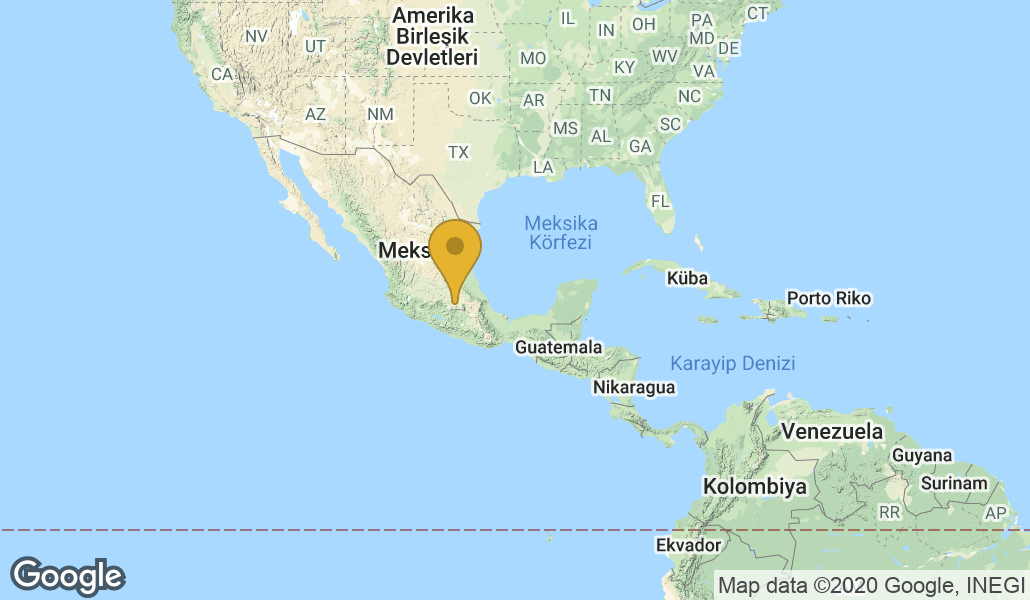 Amerika
Birleşik
Devletleri
NV
UT
CA
AZ
NM
OK
TX
MO
AR
LA
IL
IN
OH
PA
CT
MD
DE
WV
KY
VA
TN
NC
MS
AL
SC
GA
FL
Meksika
Körfezi
Meks
Küba
Porto Riko
Guatemala
Karayip Denizi
Nikaragua
Venezuela
Guyana
Kolombiya
Surinam
RR
AP
Ekvador
Google
Map data ©2020 Google, INEGI